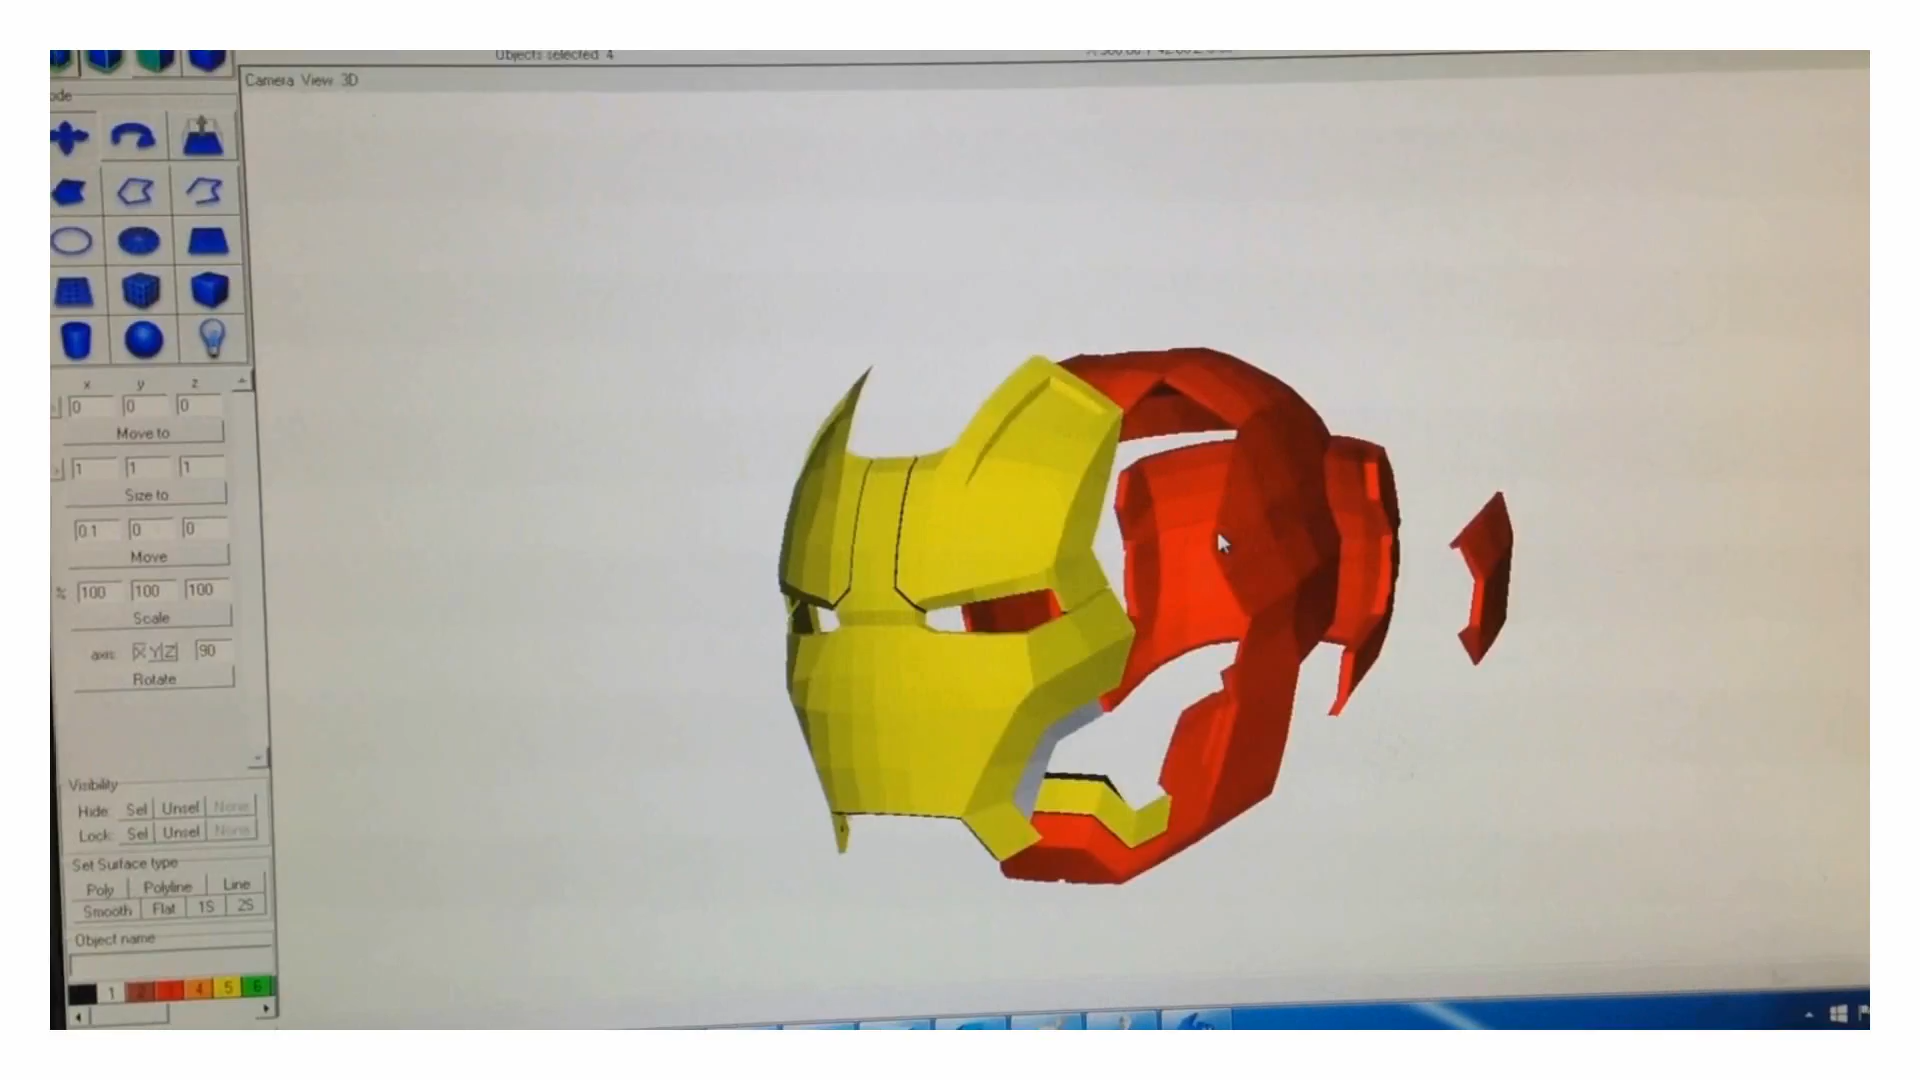 Objects selected 4
Camera View 3D
ode
x y z
0 0 0
Move to
1 1 1
Size to
0.1 0 0
Move
% 100 100 100
Scale
axis: X Y Z 90
Rotate
Visibility
Hide: Sel Unsel None
Lock: Sel Unsel None
Set Surface type
Poly Polyline Line
Smooth Flat 1S 2S
Object name
1 2 4 5 6